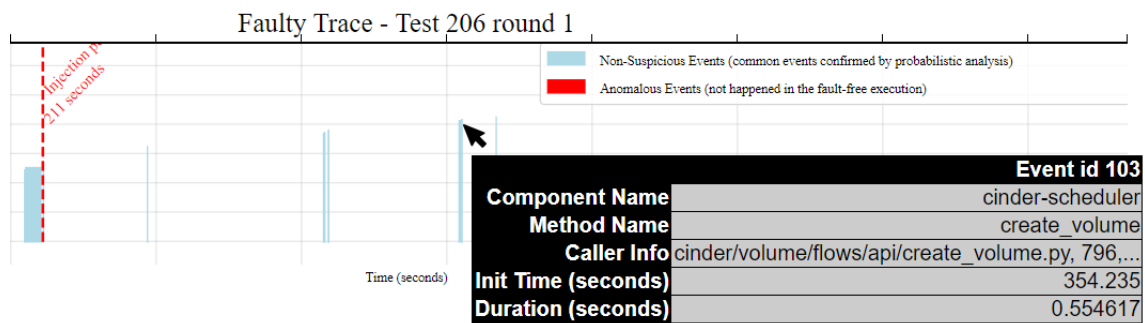 Faulty Trace - Test 206 round 1
Injection p
211 seconds
Non-Suspicious Events (common events confirmed by probabilistic analysis)
Anomalous Events (not happened in the fault-free execution)
Event id 103
Component Name cinder-scheduler
Method Name create_volume
Caller Info cinder/volume/flows/api/create_volume.py, 796,...
Init Time (seconds) 354.235
Duration (seconds) 0.554617
Time (seconds)